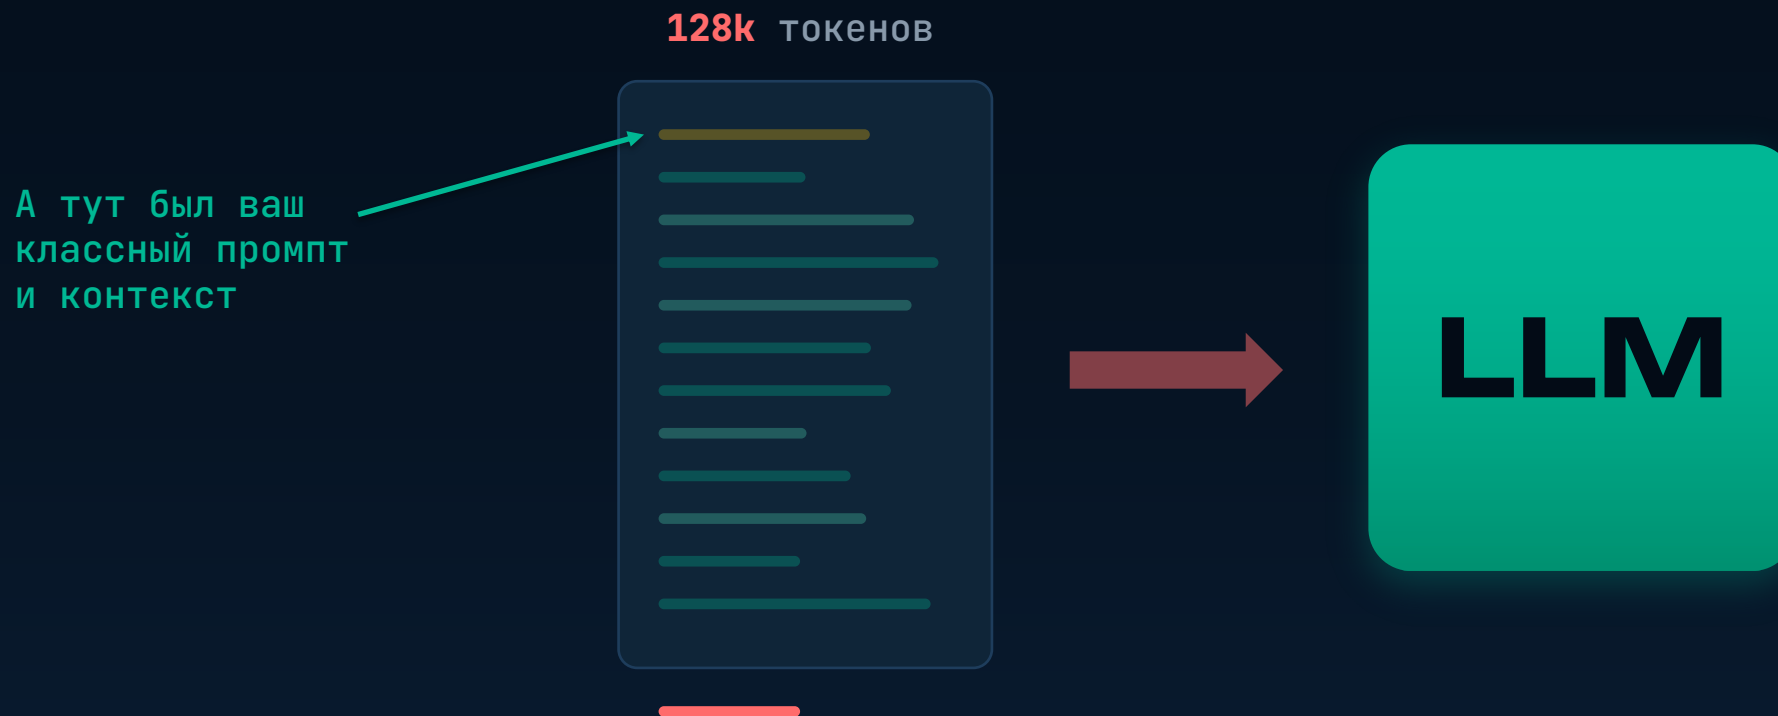 128k токенов
А тут был ваш
классный промпт
и контекст
LLM